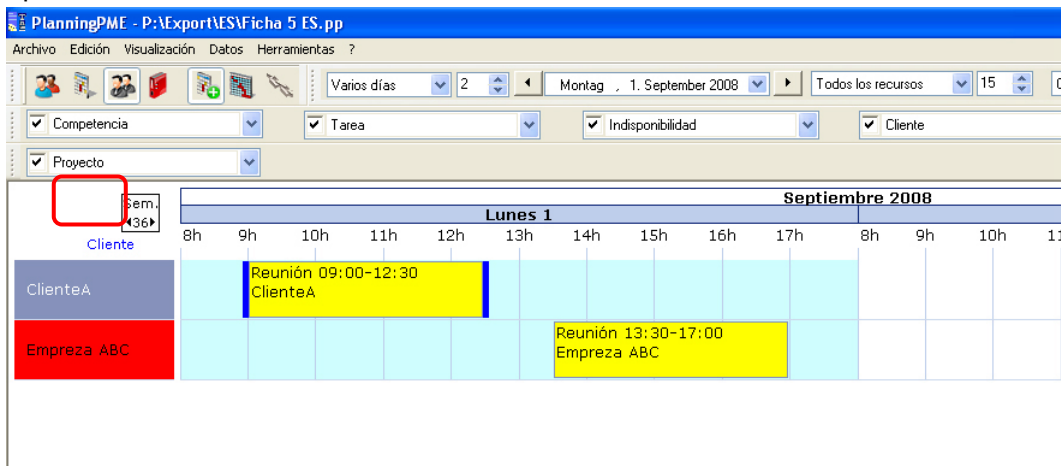 PlanningPME - P:\Export\ES\Ficha 5 ES.pp
Archivo Edición Visualización Datos Herramientas ?
Varios días 2 Montag , 1. September 2008 Todos los recursos 15
Competencia Tarea Indisponibilidad Cliente
Proyecto
Sem. Septiembre 2008
36 Lunes 1
Cliente 8h 9h 10h 11h 12h 13h 14h 15h 16h 17h 8h 9h 10h
ClienteA Reunión 09:00-12:30
ClienteA
Empreza ABC Reunión 13:30-17:00
Empreza ABC